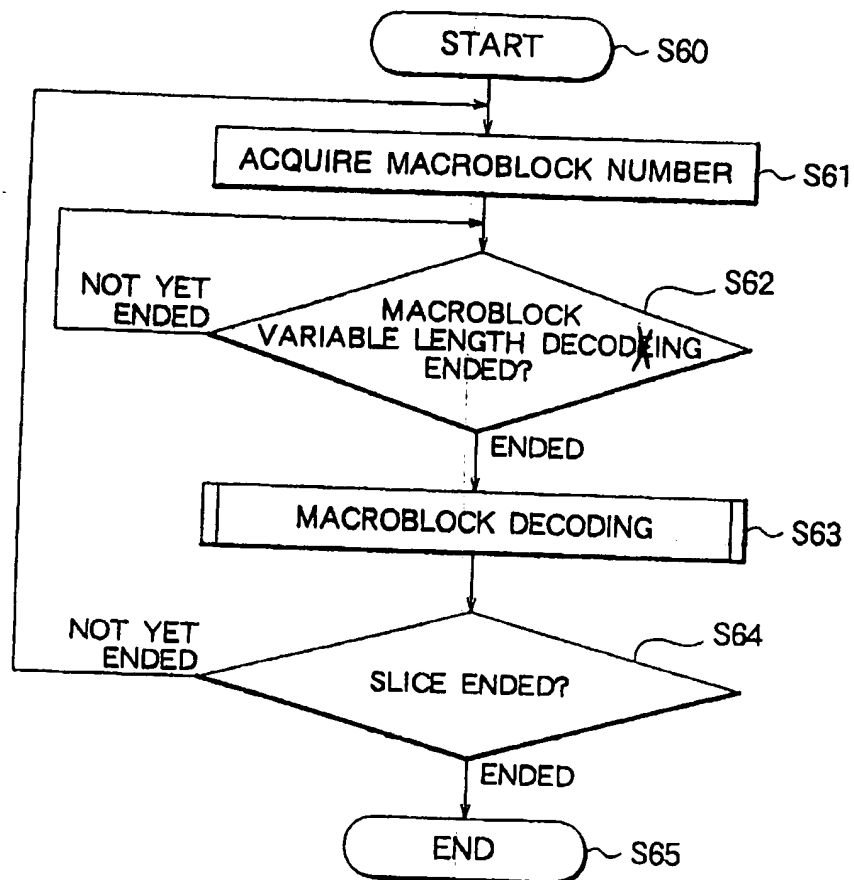 START
S60
ACQUIRE MACROBLOCK NUMBER
S61
NOT YET
ENDED
S62
MACROBLOCK
VARIABLE LENGTH DECODING
ENDED?
ENDED
MACROBLOCK DECODING
S63
NOT YET
ENDED
S64
SLICE ENDED?
ENDED
END
S65